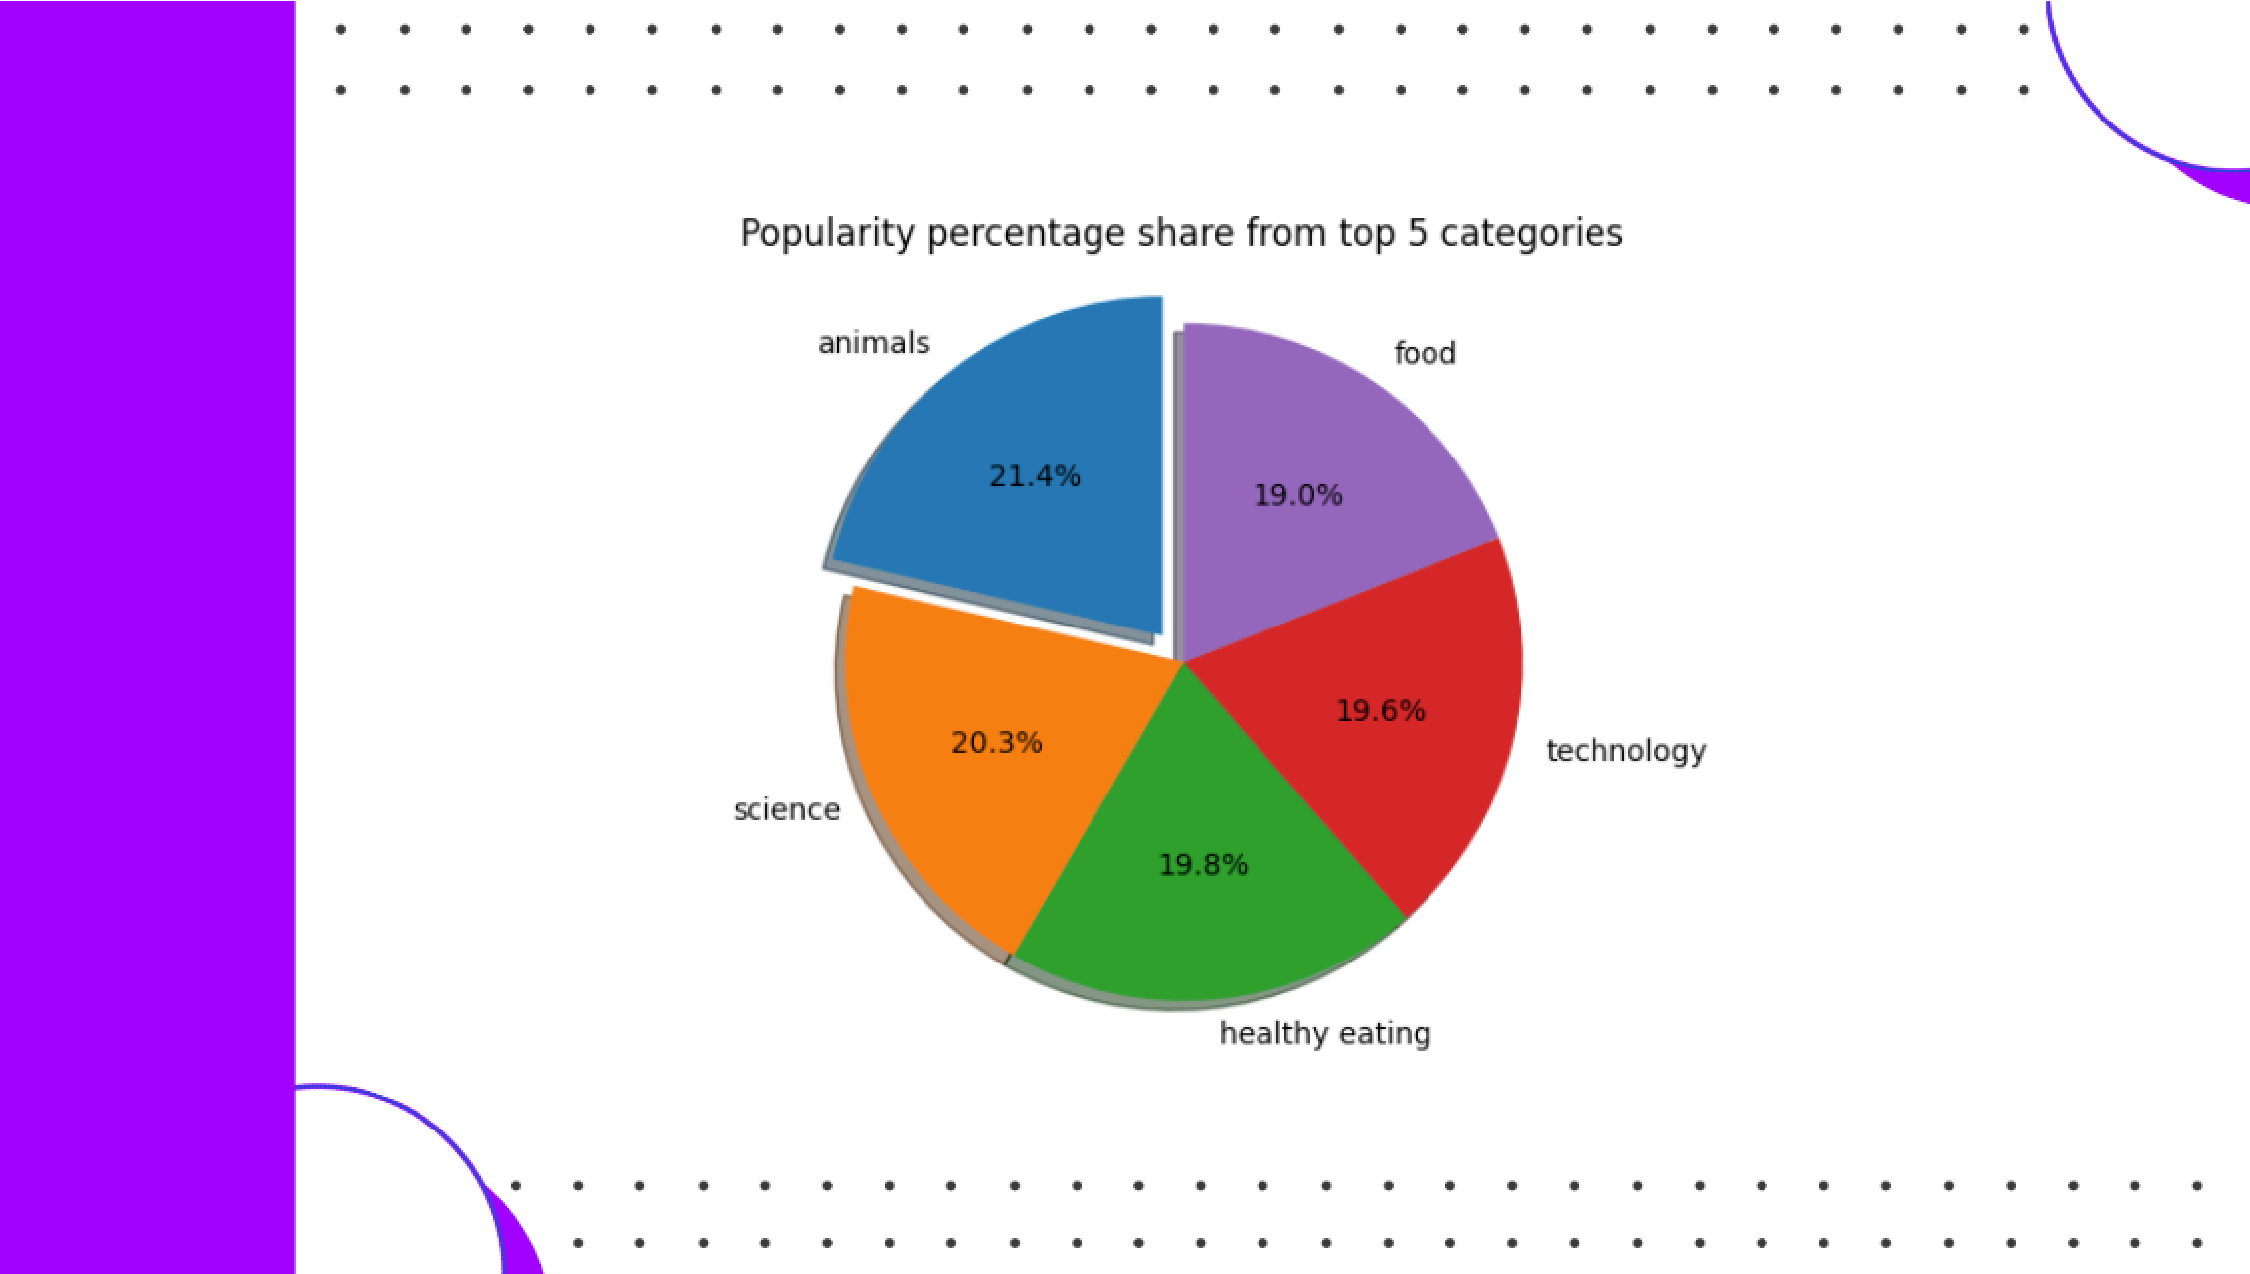 Popularity percentage share from top 5 categories
animals
food
21.4%
19.0%
19.6%
20.3%
technology
science
19.8%
healthy eating